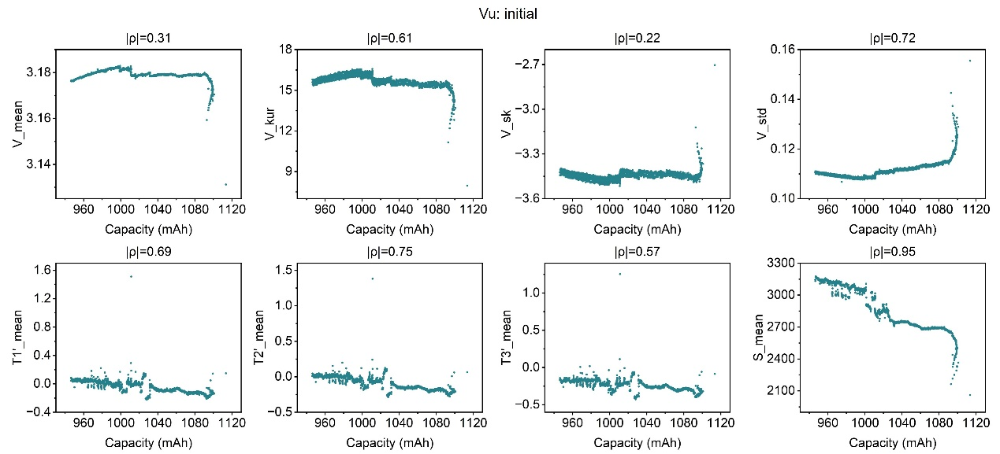 Vu: initial
|ρ|=0.31
|ρ|=0.61
|ρ|=0.22
|ρ|=0.72
V_mean
3.18
3.16
3.14
960 1000 1040 1080 1120
Capacity (mAh)
V_kur
18
15
12
9
960 1000 1040 1080 1120
Capacity (mAh)
V_sk
−2.7
−3.0
−3.3
−3.6
960 1000 1040 1080 1120
Capacity (mAh)
V_std
0.16
0.14
0.12
0.10
960 1000 1040 1080 1120
Capacity (mAh)
|ρ|=0.69
|ρ|=0.75
|ρ|=0.57
|ρ|=0.95
T1'_mean
1.6
1.2
0.8
0.4
0.0
−0.4
960 1000 1040 1080 1120
Capacity (mAh)
T2'_mean
1.5
1.0
0.5
0.0
−0.5
960 1000 1040 1080 1120
Capacity (mAh)
T3'_mean
1.0
0.5
0.0
−0.5
960 1000 1040 1080 1120
Capacity (mAh)
S_mean
3300
3000
2700
2400
2100
960 1000 1040 1080 1120
Capacity (mAh)